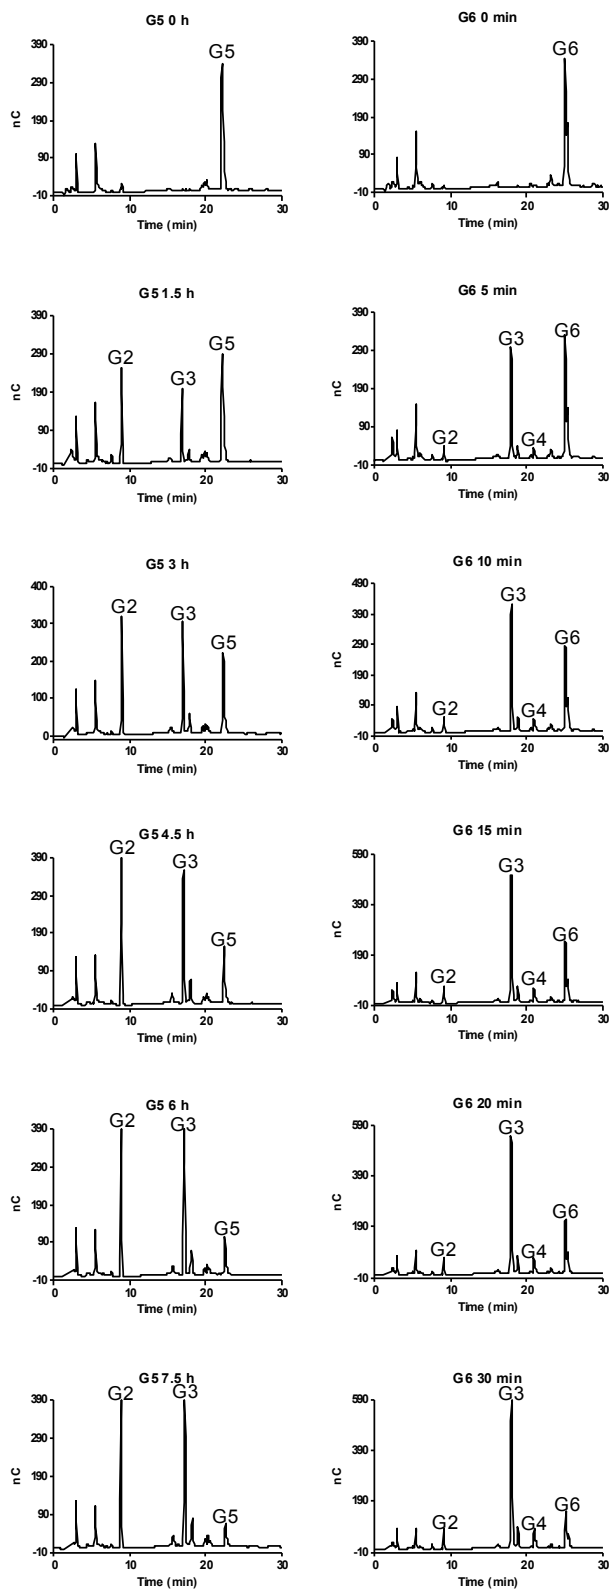 G5 0 h
390
290
190
90
-10
nC
G5
0 10 20 30
Time (min)
G6 0 min
390
290
190
90
-10
nC
G6
0 10 20 30
Time (min)
G5 1.5 h
390
290
190
90
-10
nC
G2
G3
G5
0 10 20 30
Time (min)
G6 5 min
390
290
190
90
-10
nC
G2
G3
G4
G6
0 10 20 30
Time (min)
G5 3 h
400
300
200
100
0
nC
G2
G3
G5
0 10 20 30
Time (min)
G6 10 min
490
390
290
190
90
-10
nC
G2
G3
G4
G6
0 10 20 30
Time (min)
G5 4.5 h
390
290
190
90
-10
nC
G2
G3
G5
0 10 20 30
Time (min)
G6 15 min
590
390
190
-10
nC
G2
G3
G4
G6
0 10 20 30
Time (min)
G5 6 h
390
290
190
90
-10
nC
G2
G3
G5
0 10 20 30
Time (min)
G6 20 min
590
390
190
-10
nC
G2
G3
G4
G6
0 10 20 30
Time (min)
G5 7.5 h
390
290
190
90
-10
nC
G2
G3
G5
0 10 20 30
Time (min)
G6 30 min
590
390
190
-10
nC
G2
G3
G4
G6
0 10 20 30
Time (min)